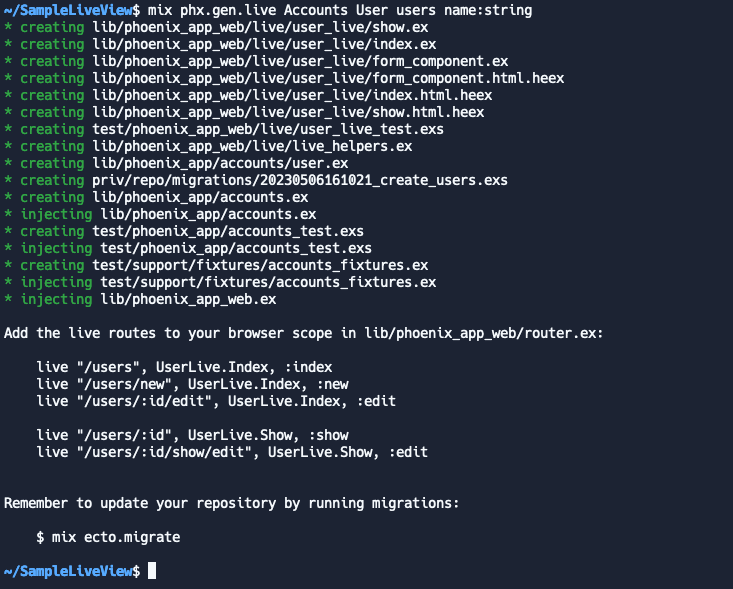 ~/SampleLiveView$ mix phx.gen.live Accounts User users name:string
* creating lib/phoenix_app_web/live/user_live/show.ex
* creating lib/phoenix_app_web/live/user_live/index.ex
* creating lib/phoenix_app_web/live/user_live/form_component.ex
* creating lib/phoenix_app_web/live/user_live/form_component.html.heex
* creating lib/phoenix_app_web/live/user_live/index.html.heex
* creating lib/phoenix_app_web/live/user_live/show.html.heex
* creating test/phoenix_app_web/live/user_live_test.exs
* creating lib/phoenix_app_web/live/live_helpers.ex
* creating lib/phoenix_app/accounts/user.ex
* creating priv/repo/migrations/20230506161021_create_users.exs
* creating lib/phoenix_app/accounts.ex
* injecting lib/phoenix_app/accounts.ex
* creating test/phoenix_app/accounts_test.exs
* injecting test/phoenix_app/accounts_test.exs
* creating test/support/fixtures/accounts_fixtures.ex
* injecting test/support/fixtures/accounts_fixtures.ex
* injecting lib/phoenix_app_web.ex

Add the live routes to your browser scope in lib/phoenix_app_web/router.ex:

    live "/users", UserLive.Index, :index
    live "/users/new", UserLive.Index, :new
    live "/users/:id/edit", UserLive.Index, :edit

    live "/users/:id", UserLive.Show, :show
    live "/users/:id/show/edit", UserLive.Show, :edit


Remember to update your repository by running migrations:

    $ mix ecto.migrate

~/SampleLiveView$